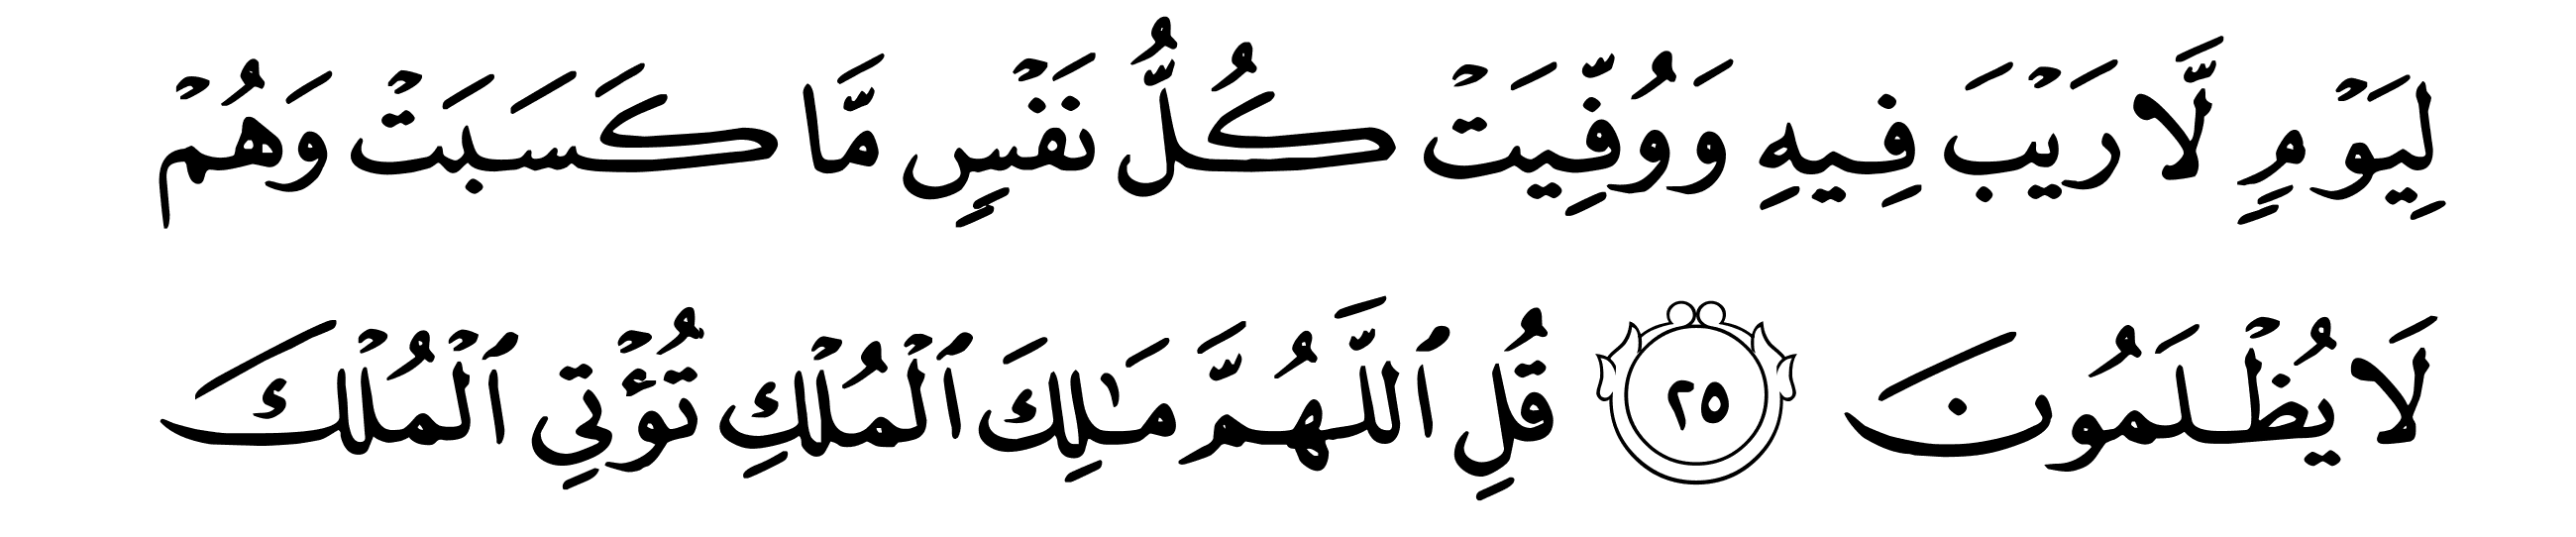 لِيَوۡمٖ لَّا رَيۡبَ فِيهِ وَوُفِّيَتۡ كُلُّ نَفۡسٖ مَّا كَسَبَتۡ وَهُمۡ
لَا يُظۡلَمُونَ ٢٥ قُلِ ٱللَّهُمَّ مَٰلِكَ ٱلۡمُلۡكِ تُؤۡتِي ٱلۡمُلۡكَ